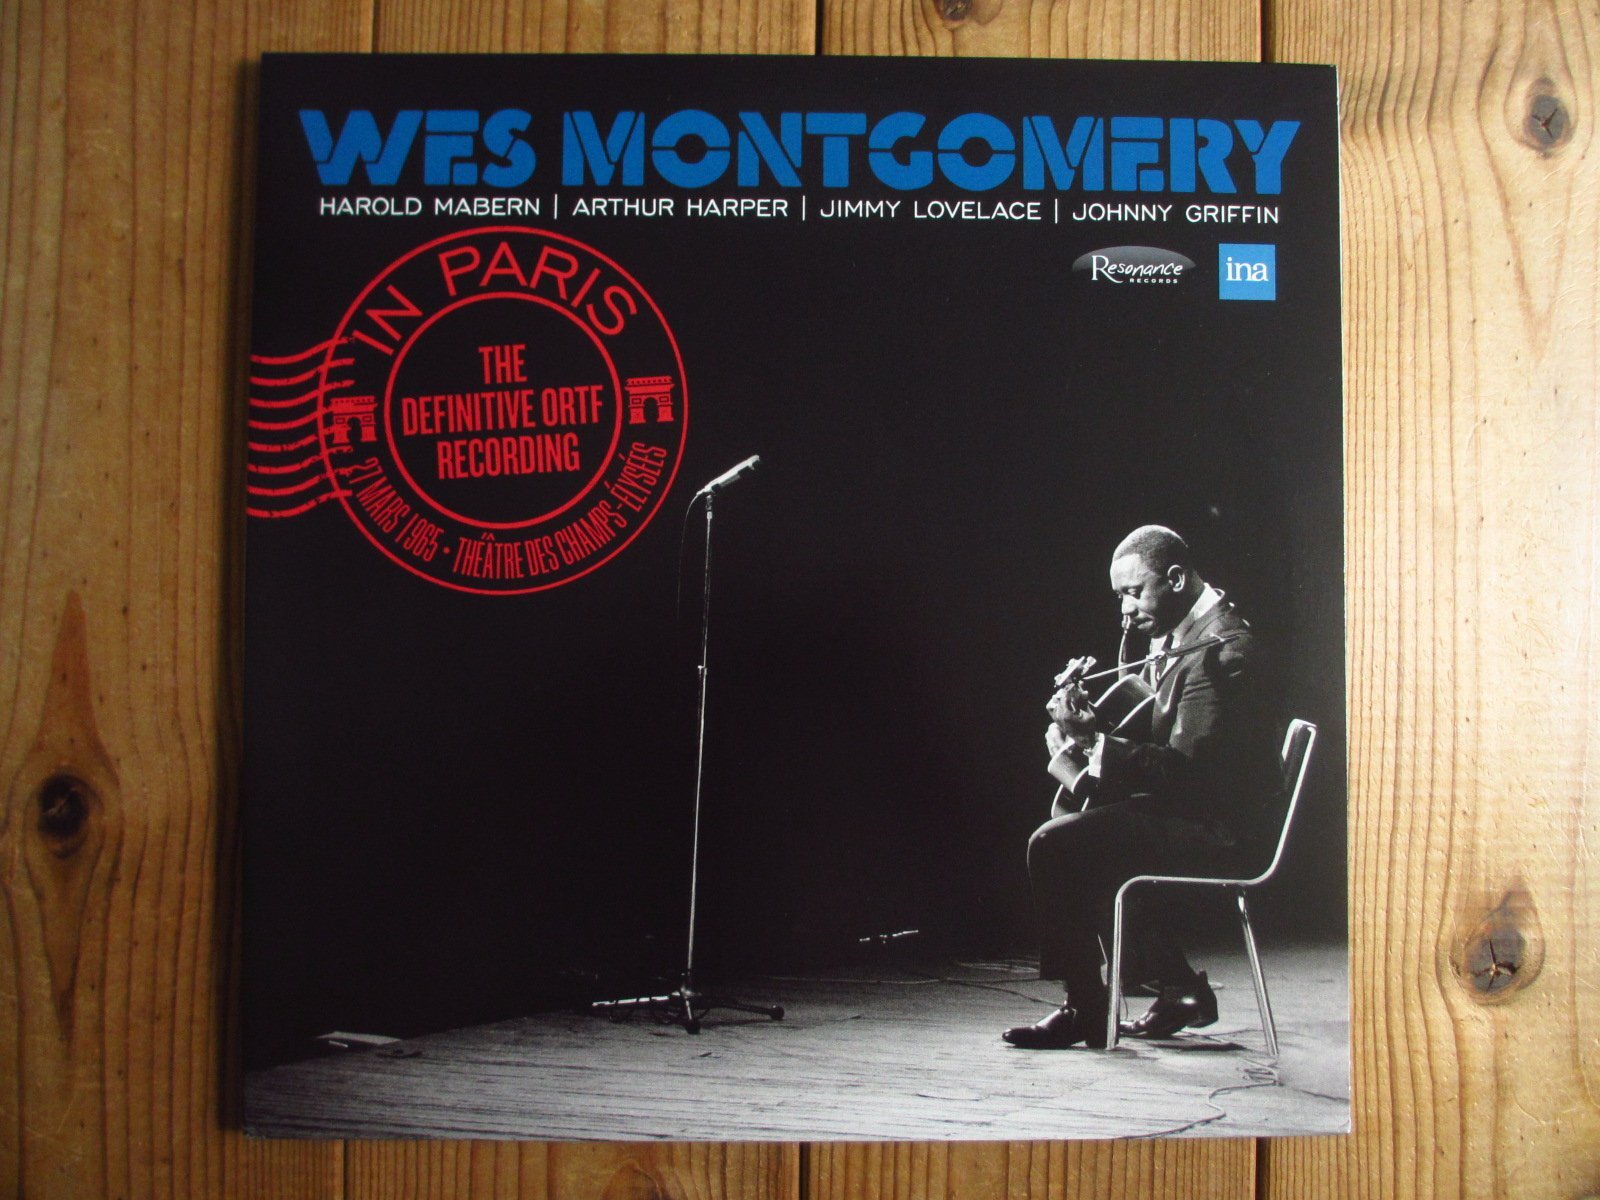 WES MONTGOMERY
HAROLD MABERN | ARTHUR HARPER | JIMMY LOVELACE | JOHNNY GRIFFIN
Resonance
RECORDS
ina
IN PARIS
THE
DEFINITIVE ORTF
RECORDING
27 MARS 1965 • THÉÂTRE DES CHAMPS-ÉLYSÉES